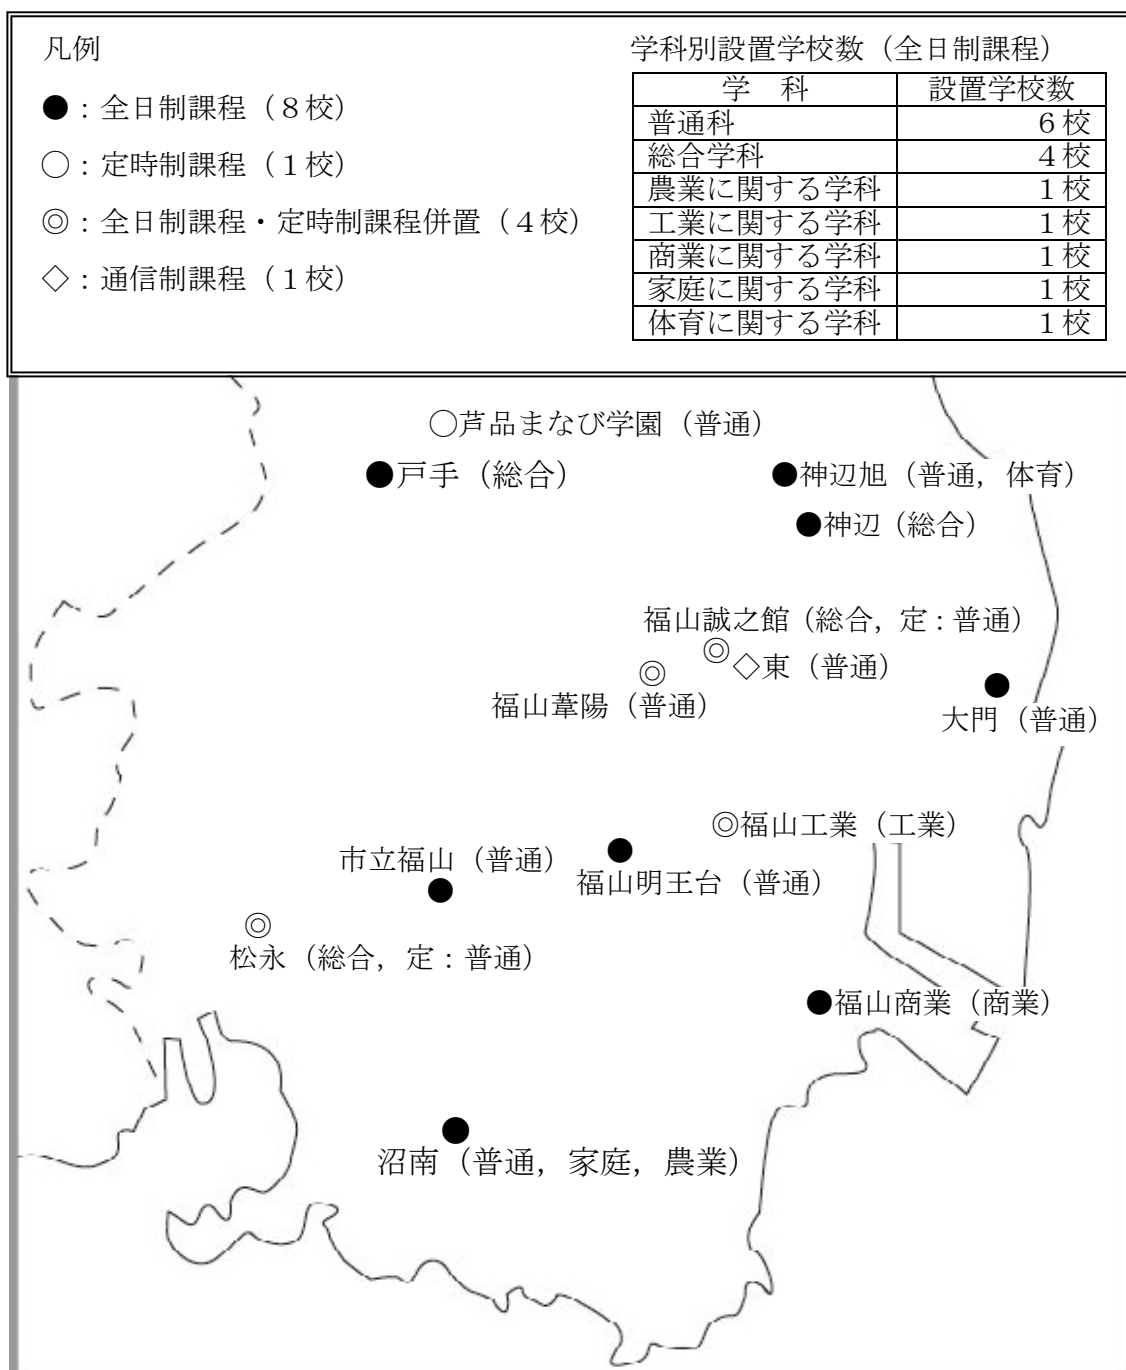 凡例
●：全日制課程（８校）
○：定時制課程（１校）
◎：全日制課程・定時制課程併置（４校）
◇：通信制課程（１校）
学科別設置学校数（全日制課程）
学　科　設置学校数
普通科　６校
総合学科　４校
農業に関する学科　１校
工業に関する学科　１校
商業に関する学科　１校
家庭に関する学科　１校
体育に関する学科　１校
○芦品まなび学園（普通）
●戸手（総合）
●神辺旭（普通，体育）
●神辺（総合）
福山誠之館（総合，定：普通）
◎
◇東（普通）
◎
福山葦陽（普通）
●
大門（普通）
◎福山工業（工業）
市立福山（普通）
●
●
福山明王台（普通）
◎
松永（総合，定：普通）
●福山商業（商業）
●
沼南（普通，家庭，農業）